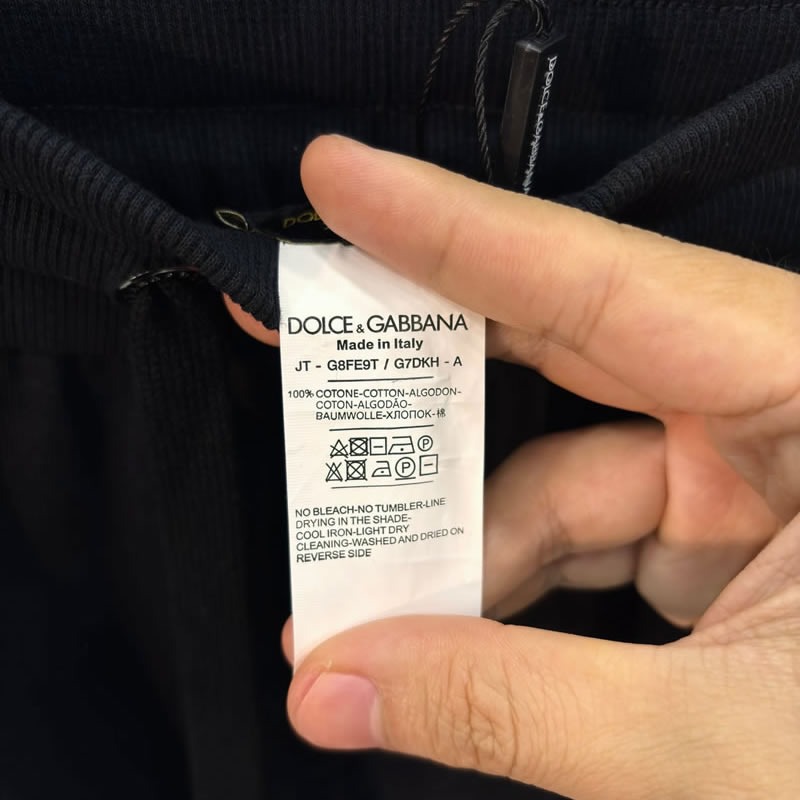 DOLCE & GABBANA
Made in Italy
JT - G8FE9T / G7DKH - A
100% COTONE-COTTON-ALGODON-
COTON-ALGODÃO-
BAUMWOLLE-ХЛОПОК-棉
P
P
NO BLEACH-NO TUMBLER-LINE
DRYING IN THE SHADE-
COOL IRON-LIGHT DRY
CLEANING-WASHED AND DRIED ON
REVERSE SIDE